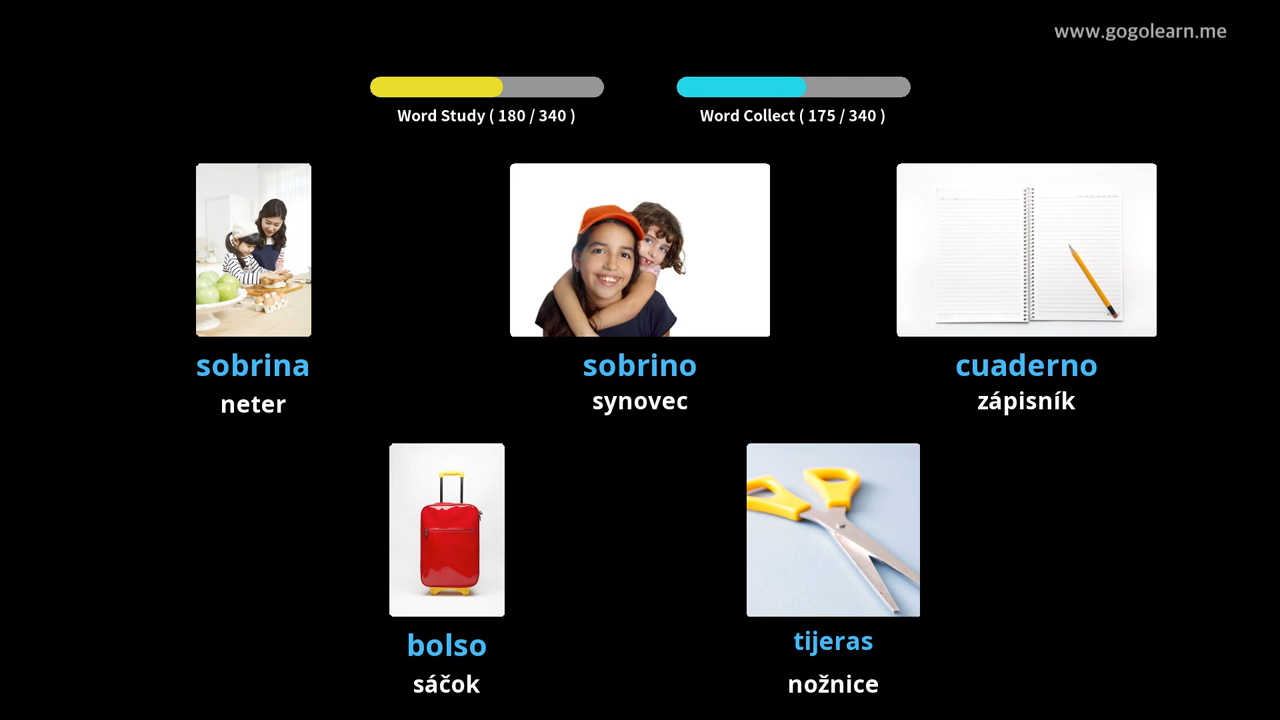 www.gogolearn.me
Word Study ( 180 / 340 )
Word Collect ( 175 / 340 )
sobrina
neter
sobrino
synovec
cuaderno
zápisník
bolso
sáčok
tijeras
nožnice